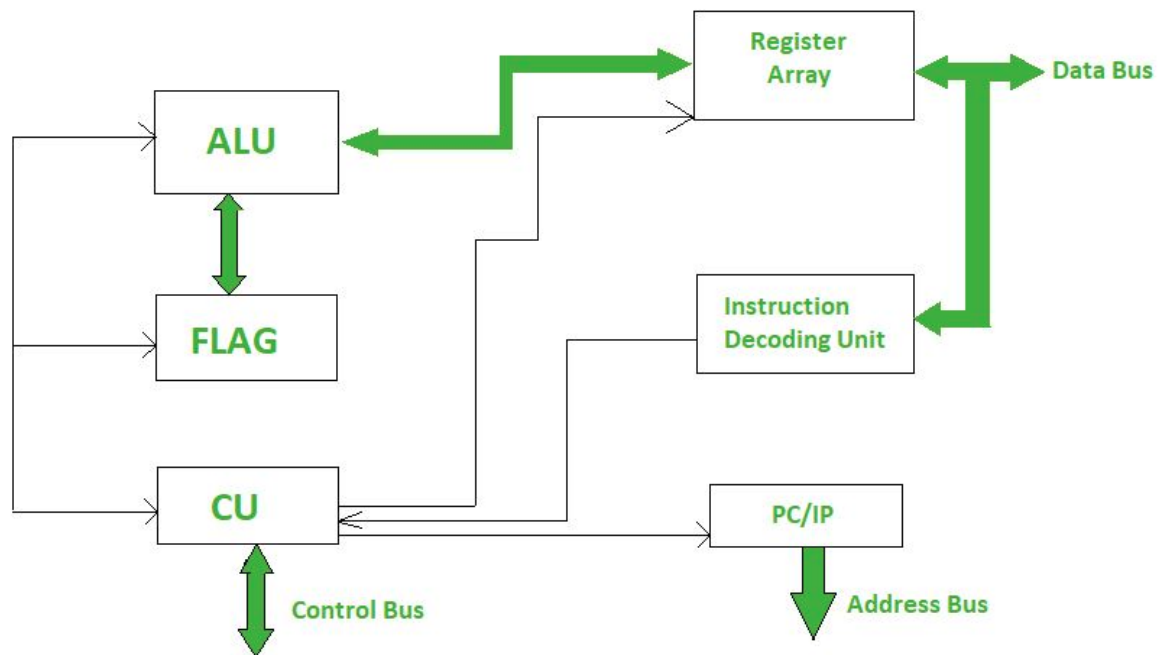 Register
Array
Data Bus
ALU
FLAG
Instruction
Decoding Unit
CU
PC/IP
Control Bus
Address Bus